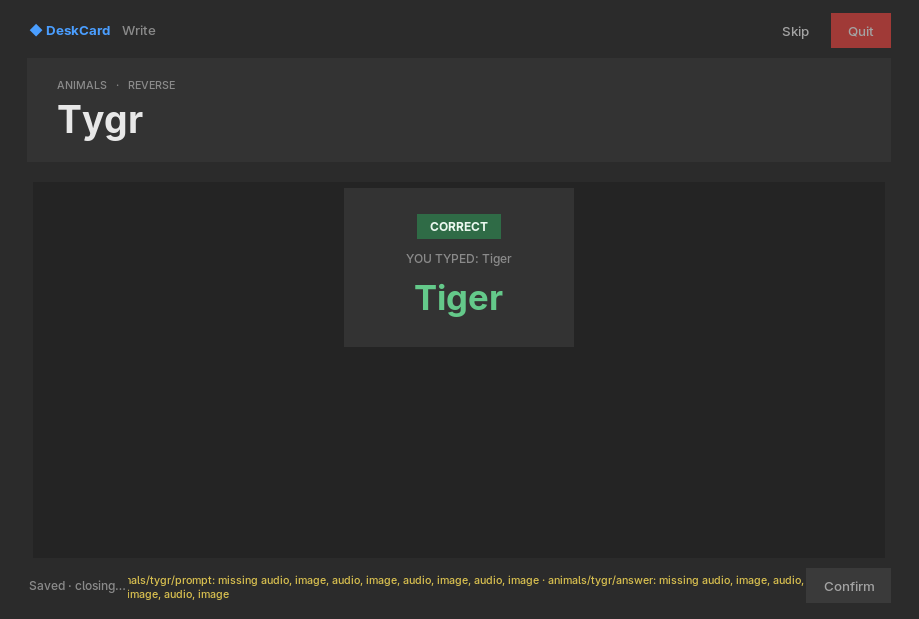 DeskCard Write
Skip
Quit
ANIMALS · REVERSE
Tygr
CORRECT
YOU TYPED: Tiger
Tiger
Saved · closing...
als/tygr/prompt: missing audio, image, audio, image, audio, image, audio, image · animals/tygr/answer: missing audio, image, audio,
image, audio, image
Confirm